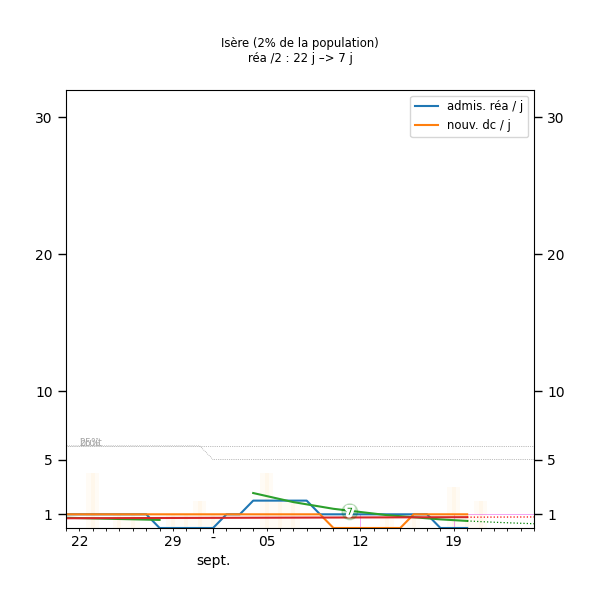 Isère (2% de la population)
réa /2 : 22 j –> 7 j
admis. réa / j
nouv. dc / j
30 30
20 20
10 10
5 5
1 1
7
22 29 - 05 12 19
sept.